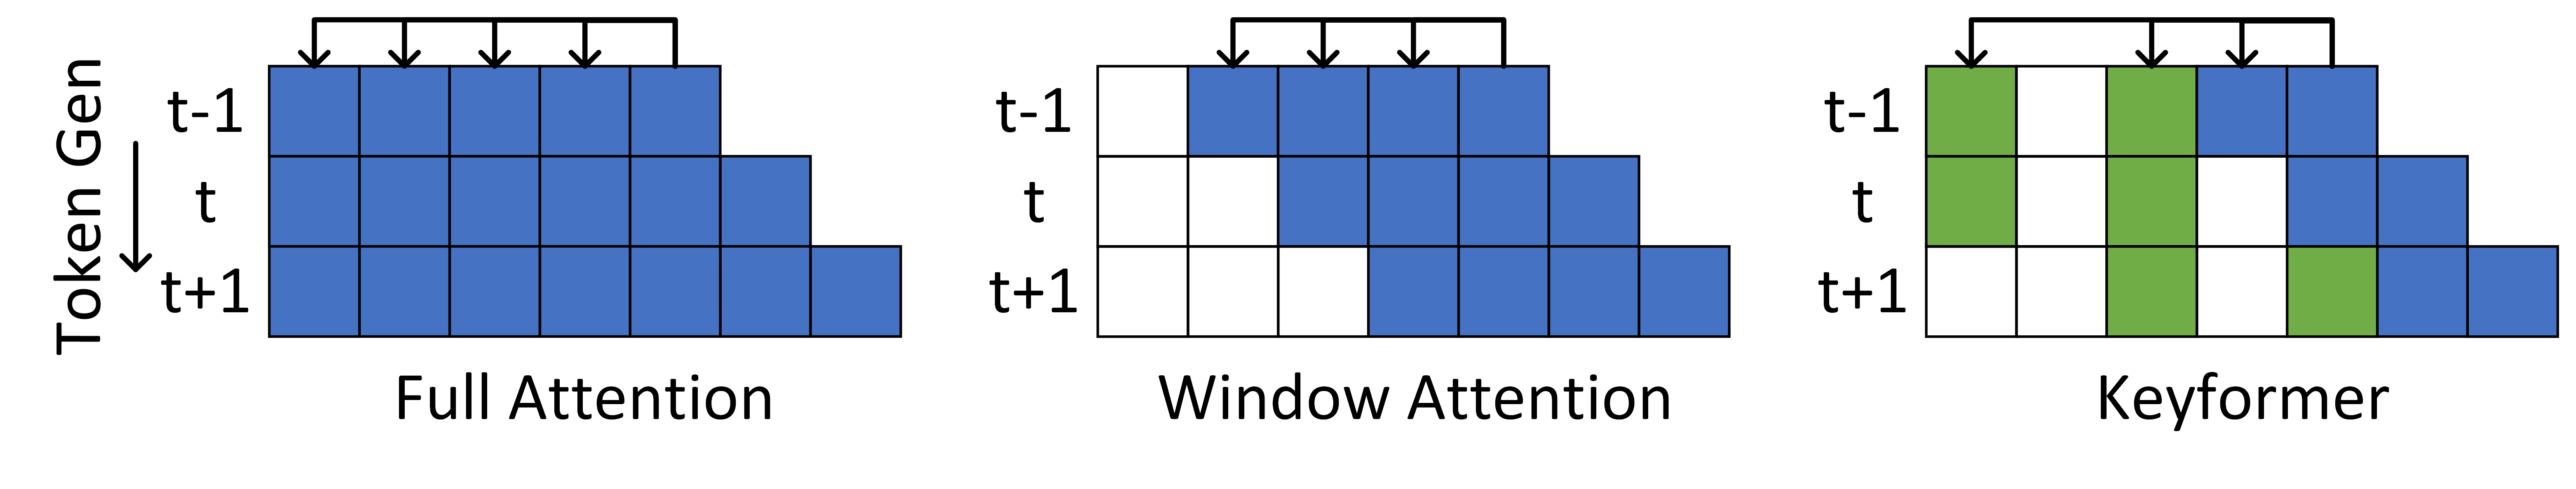 Token Gen
t-1
t
t+1
Full Attention
t-1
t
t+1
Window Attention
t-1
t
t+1
Keyformer